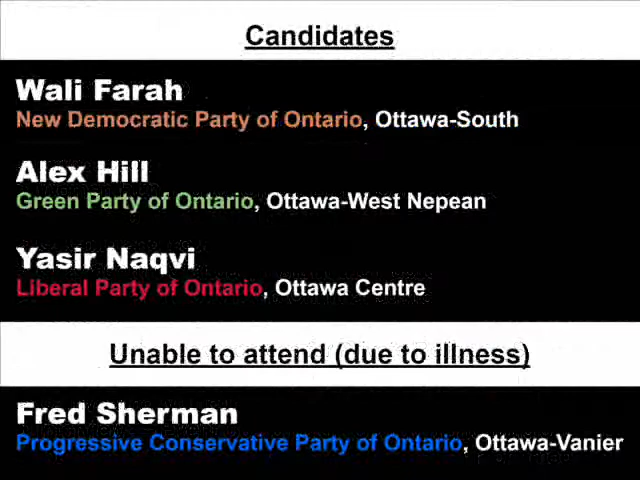 Candidates
Wali Farah
New Democratic Party of Ontario, Ottawa-South
Alex Hill
Green Party of Ontario, Ottawa-West Nepean
Yasir Naqvi
Liberal Party of Ontario, Ottawa Centre
Unable to attend (due to illness)
Fred Sherman
Progressive Conservative Party of Ontario, Ottawa-Vanier